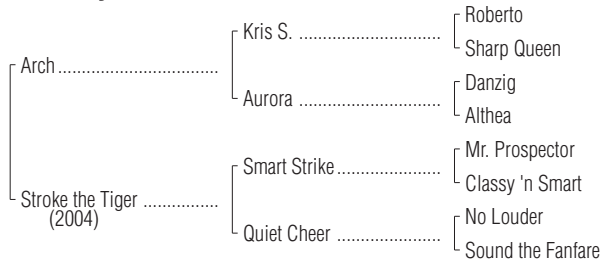 Roberto
Kris S. ................................
Sharp Queen
Arch ................................
Danzig
Aurora ................................
Althea
Mr. Prospector
Smart Strike ........................
Classy 'n Smart
Stroke the Tiger ...............
(2004)
No Louder
Quiet Cheer ........................
Sound the Fanfare